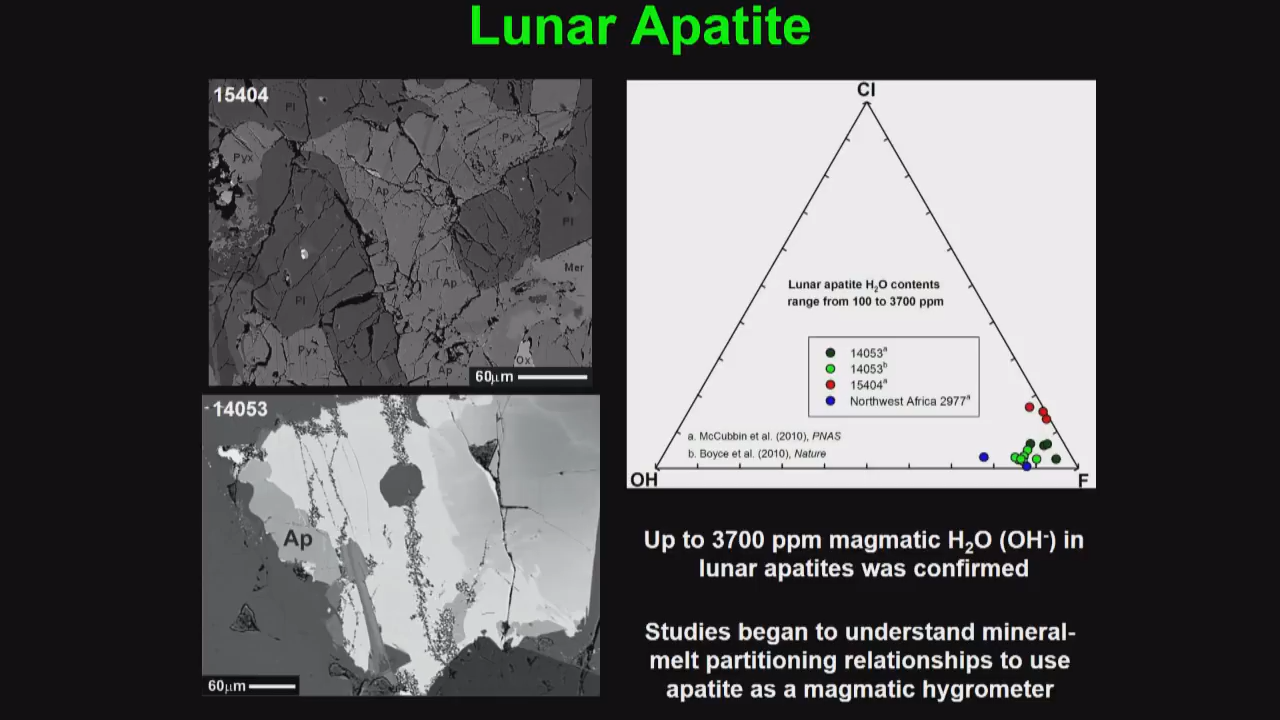 Lunar Apatite
15404
Pl
Pyx
Pyx
Ap
Pl
Pl
Mer
Ap
Pl
Pyx
Ox
Ap
60μm
14053
Ap
60μm
Cl
Lunar apatite H₂O contents
range from 100 to 3700 ppm
14053ᵃ
14053ᵇ
15404ᵃ
Northwest Africa 2977ᵃ
a. McCubbin et al. (2010), PNAS
b. Boyce et al. (2010), Nature
OH
F
Up to 3700 ppm magmatic H₂O (OH⁻) in
lunar apatites was confirmed
Studies began to understand mineral-
melt partitioning relationships to use
apatite as a magmatic hygrometer